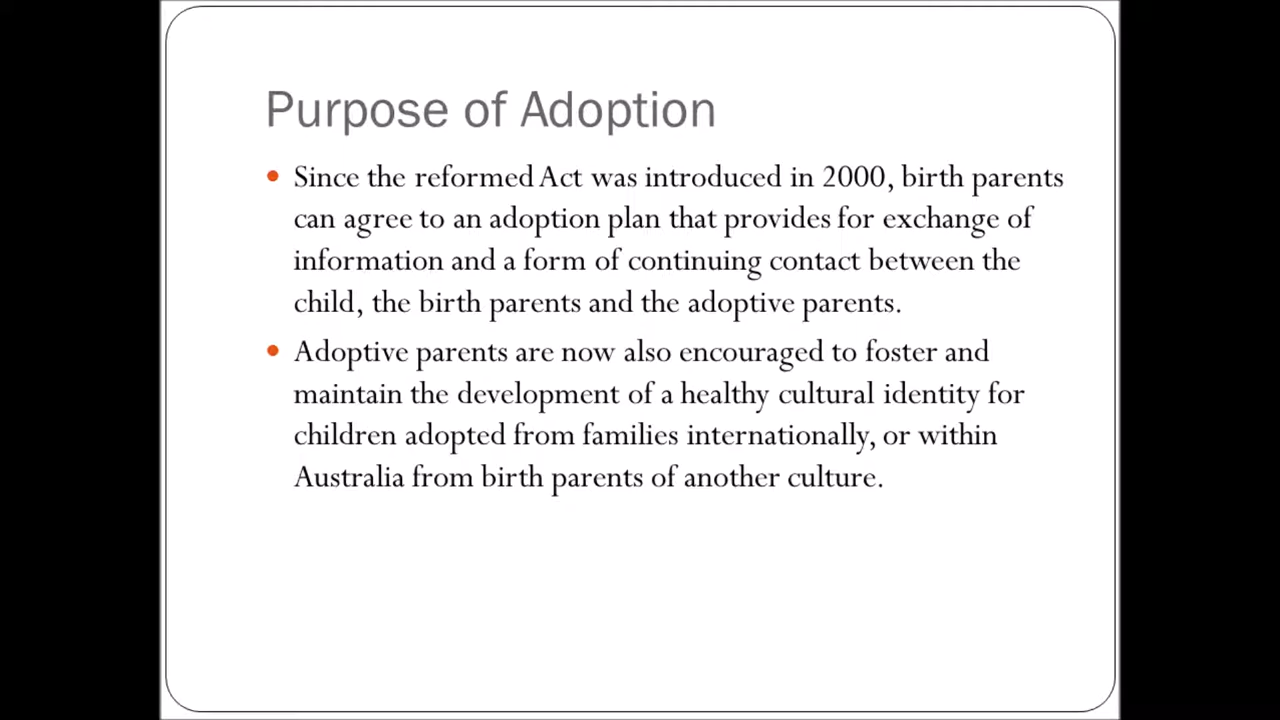 Purpose of Adoption
Since the reformed Act was introduced in 2000, birth parents
can agree to an adoption plan that provides for exchange of
information and a form of continuing contact between the
child, the birth parents and the adoptive parents.
Adoptive parents are now also encouraged to foster and
maintain the development of a healthy cultural identity for
children adopted from families internationally, or within
Australia from birth parents of another culture.